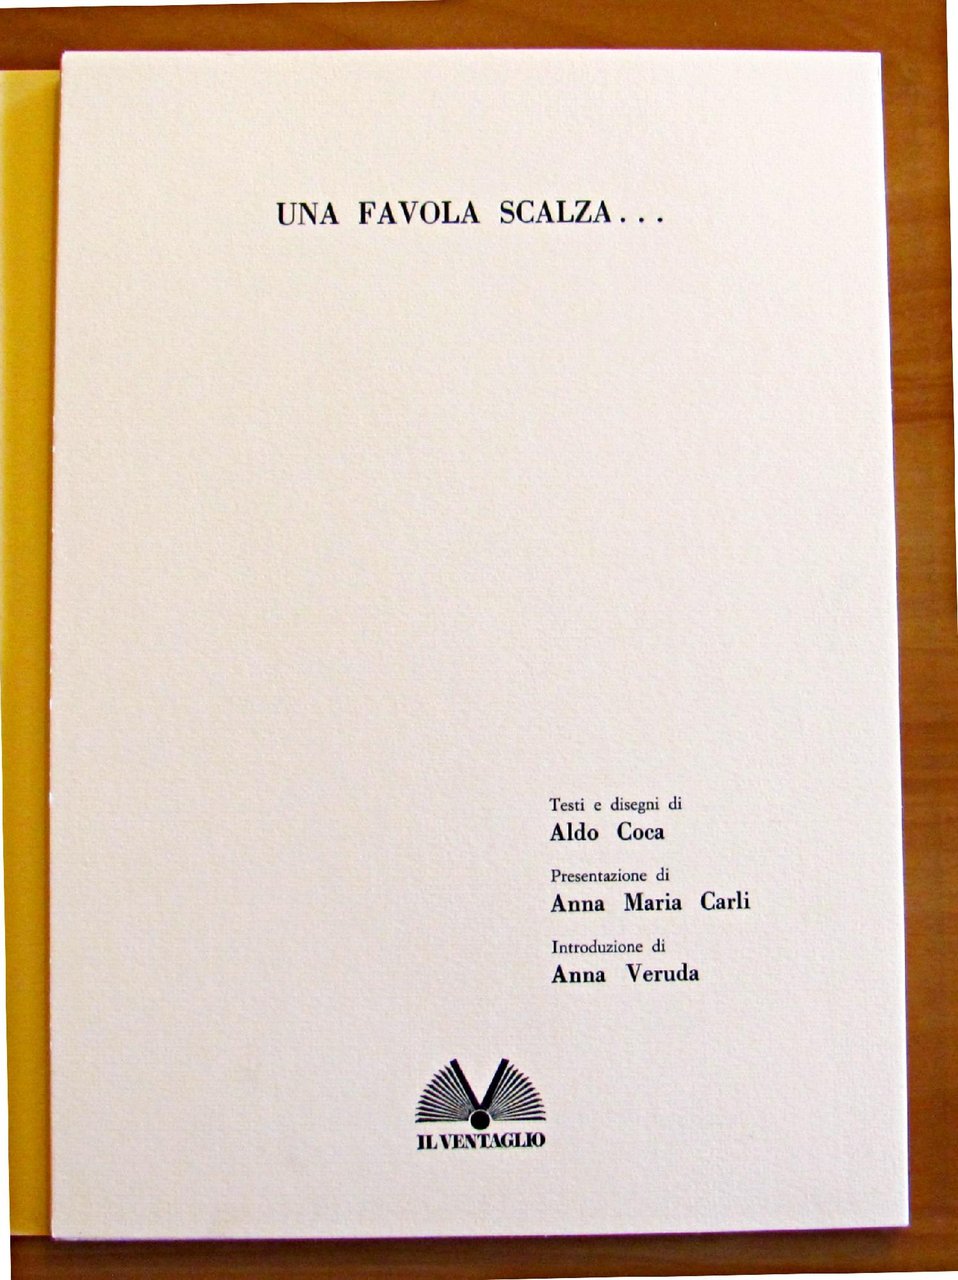 UNA FAVOLA SCALZA...
Testi e disegni di
Aldo Coca
Presentazione di
Anna Maria Carli
Introduzione di
Anna Veruda
IL VENTAGLIO